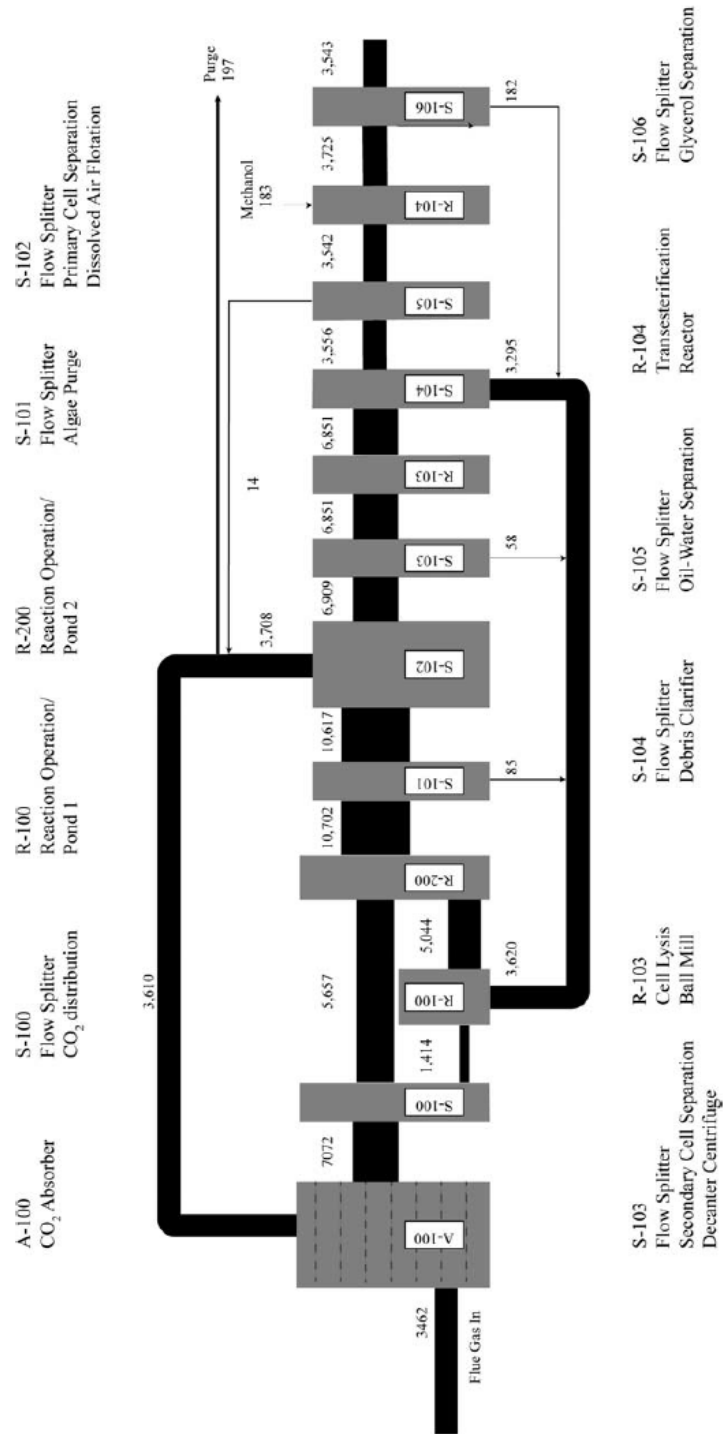 A-100
CO₂ Absorber
S-100
Flow Splitter
CO₂ distribution
R-100
Reaction Operation/
Pond 1
R-200
Reaction Operation/
Pond 2
S-101
Flow Splitter
Algae Purge
S-102
Flow Splitter
Primary Cell Separation
Dissolved Air Flotation
Purge
197
3,610
3,708
14
Methanol
183
3462
Flue Gas In
A-100
7072
S-100
5,657
1,414
R-100
5,044
R-200
10,702
S-101
10,617
S-102
6,909
S-103
6,851
R-103
6,851
S-104
3,556
S-105
3,542
R-104
3,725
S-106
3,543
3,620
85
58
3,295
182
S-103
Flow Splitter
Secondary Cell Separation
Decanter Centrifuge
R-103
Cell Lysis
Ball Mill
S-104
Flow Splitter
Debris Clarifier
S-105
Flow Splitter
Oil-Water Separation
R-104
Transesterification
Reactor
S-106
Flow Splitter
Glycerol Separation